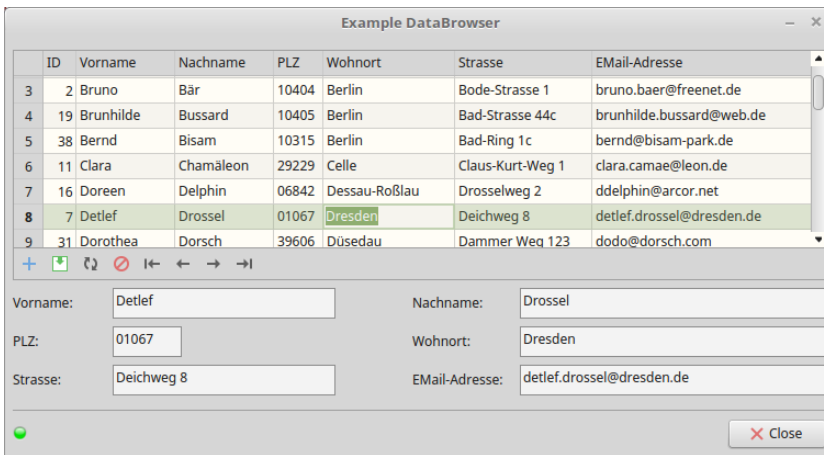 Example DataBrowser
ID Vorname Nachname PLZ Wohnort Strasse EMail-Adresse
3 2 Bruno Bär 10404 Berlin Bode-Strasse 1 bruno.baer@freenet.de
4 19 Brunhilde Bussard 10405 Berlin Bad-Strasse 44c brunhilde.bussard@web.de
5 38 Bernd Bisam 10315 Berlin Bad-Ring 1c bernd@bisam-park.de
6 11 Clara Chamäleon 29229 Celle Claus-Kurt-Weg 1 clara.camae@leon.de
7 16 Doreen Delphin 06842 Dessau-Roßlau Drosselweg 2 ddelphin@arcor.net
8 7 Detlef Drossel 01067 Dresden Deichweg 8 detlef.drossel@dresden.de
9 31 Dorothea Dorsch 39606 Düsedau Dammer Weg 123 dodo@dorsch.com
Vorname: Detlef Nachname: Drossel
PLZ: 01067 Wohnort: Dresden
Strasse: Deichweg 8 EMail-Adresse: detlef.drossel@dresden.de
Close